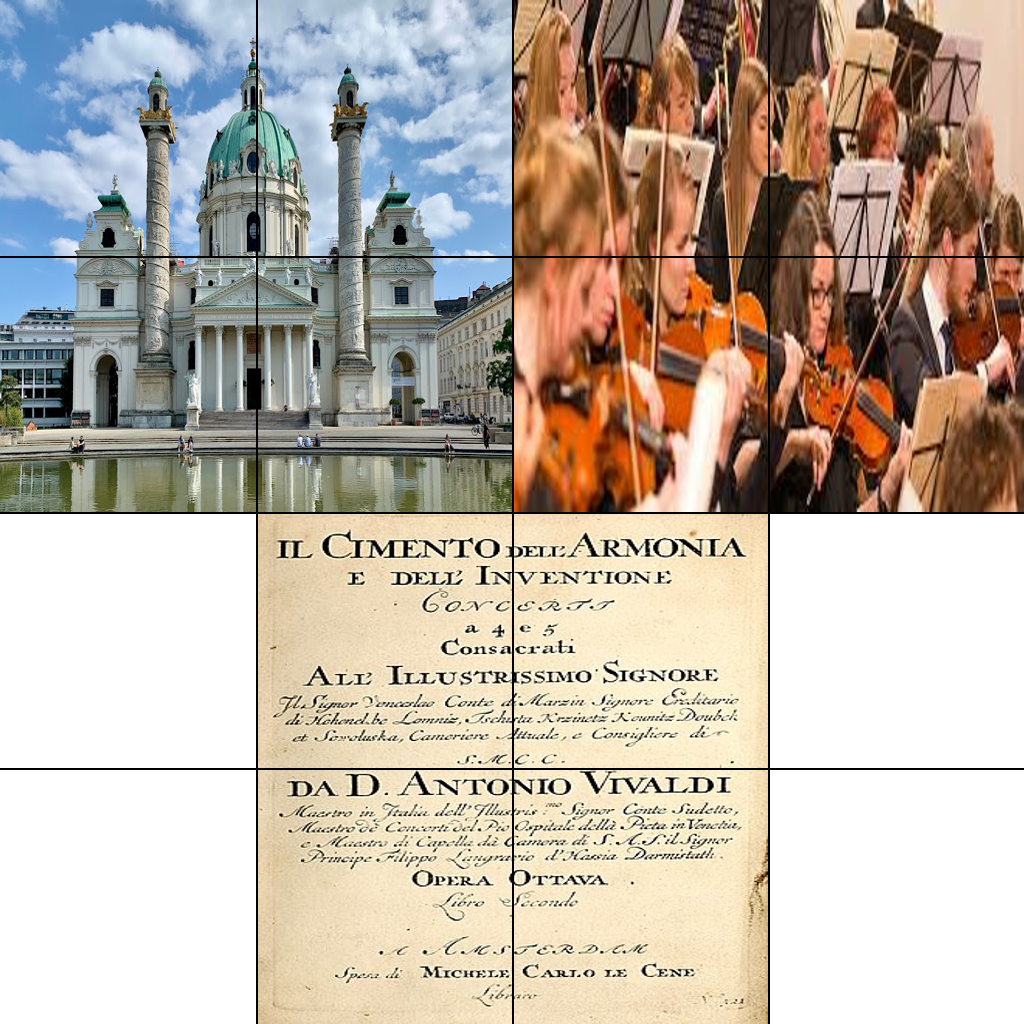 IL CIMENTO DELL' ARMONIA
E DELL' INVENTIONE
CONCERTI
a 4 e 5
Consacrati
ALL' ILLUSTRISSIMO SIGNORE
Il Signor Venceslao Conte di Marzin Signore Ereditario
di Hohenelbe Lomniz, Tschista Krzinetz Kounitz Doubek
et Sowoluska, Cameriere Attuale, e Consigliere di
S.M.C.C.
DA D. ANTONIO VIVALDI
Maestro in Italia dell' Illustris.mo Signor Conte Sudetto,
Maestro de Concerti del Pio Ospitale della Pieta in Venetia,
e Maestro di Capella dà Camera di S.A.S. il Signor
Principe Filippo Langravio d'Hassia Darmistath.
OPERA OTTAVA.
Libro Secondo
A AMSTERDAM
Spesa di MICHELE CARLO LE CENE
Libraro